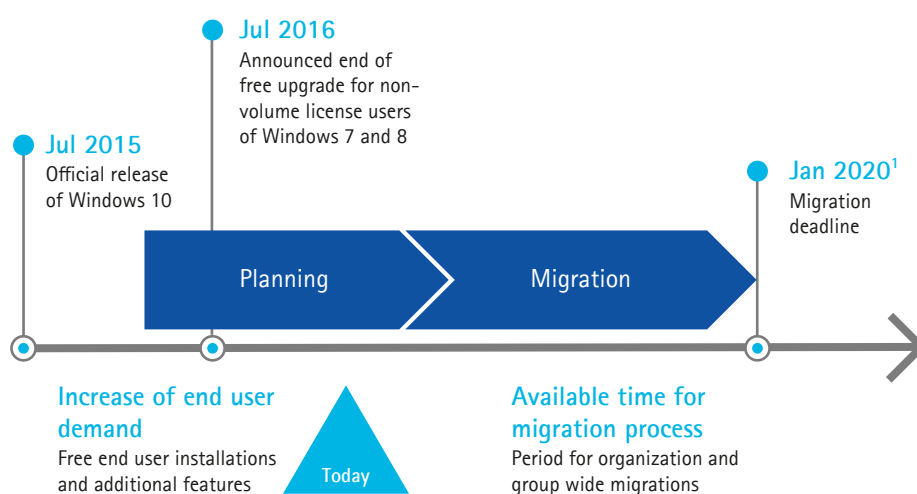 Jul 2016
Announced end of
free upgrade for non-
volume license users
of Windows 7 and 8
Jul 2015
Official release
of Windows 10
Jan 2020¹
Migration
deadline
Planning
Migration
Increase of end user
demand
Free end user installations
and additional features
Today
Available time for
migration process
Period for organization and
group wide migrations